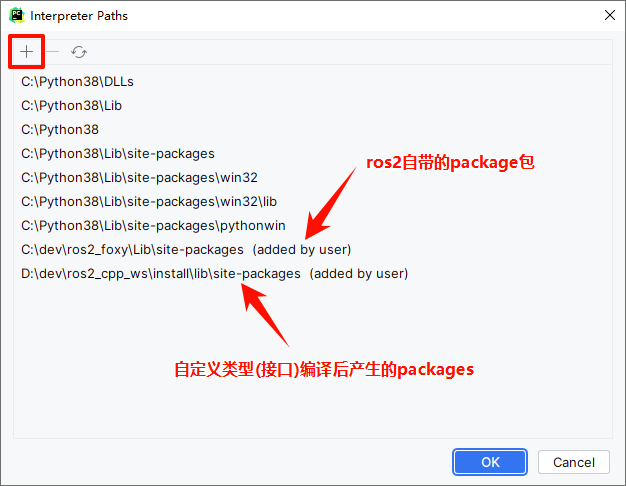 PC
Interpreter Paths
C:\Python38\DLLs
C:\Python38\Lib
C:\Python38
C:\Python38\Lib\site-packages
ros2自带的package包
C:\Python38\Lib\site-packages\win32
C:\Python38\Lib\site-packages\win32\lib
C:\Python38\Lib\site-packages\pythonwin
C:\dev\ros2_foxy\Lib\site-packages (added by user)
D:\dev\ros2_cpp_ws\install\lib\site-packages (added by user)
自定义类型(接口)编译后产生的packages
OK
Cancel